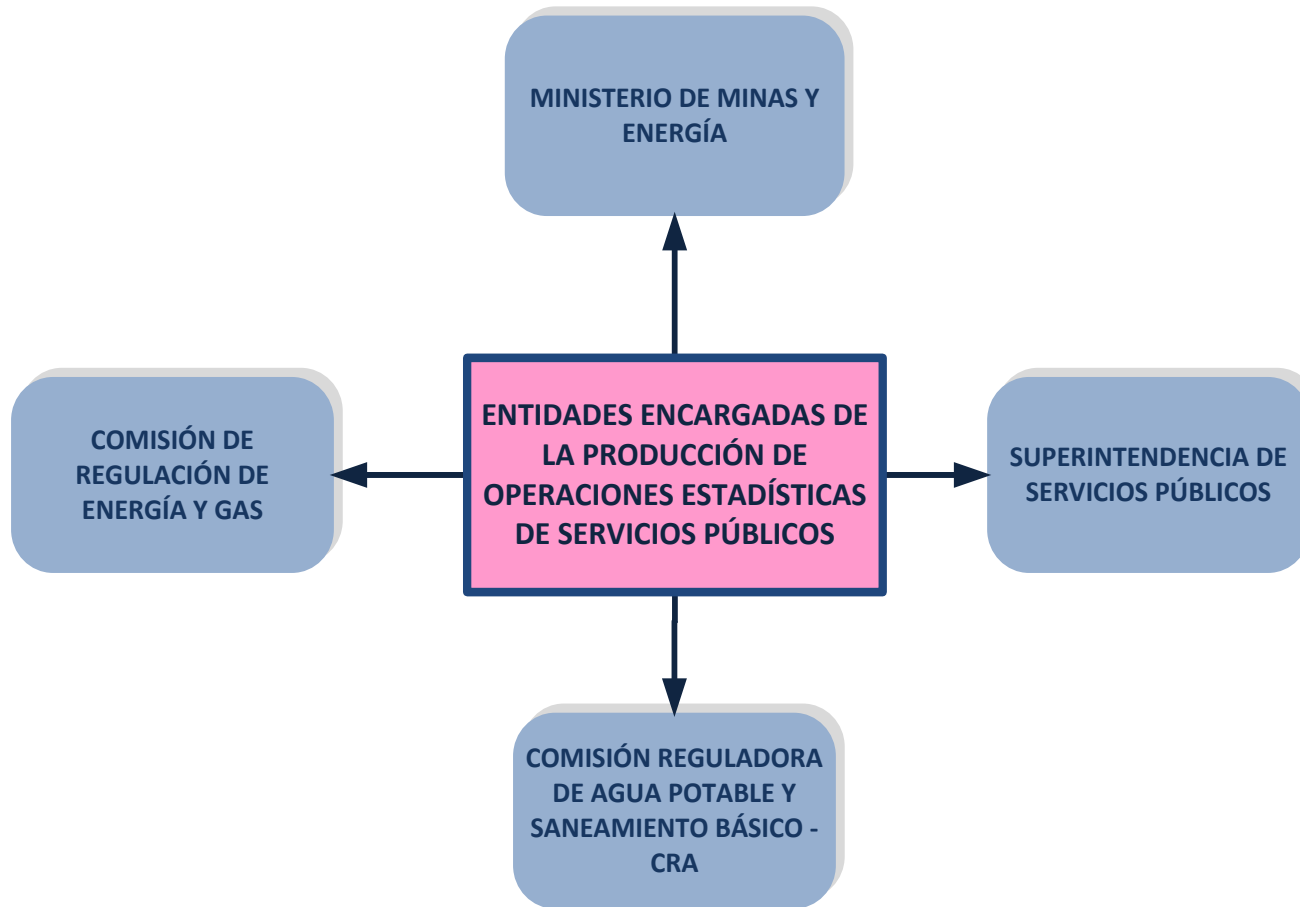 MINISTERIO DE MINAS Y
ENERGÍA
COMISIÓN DE
REGULACIÓN DE
ENERGÍA Y GAS
ENTIDADES ENCARGADAS DE
LA PRODUCCIÓN DE
OPERACIONES ESTADÍSTICAS
DE SERVICIOS PÚBLICOS
SUPERINTENDENCIA DE
SERVICIOS PÚBLICOS
COMISIÓN REGULADORA
DE AGUA POTABLE Y
SANEAMIENTO BÁSICO -
CRA